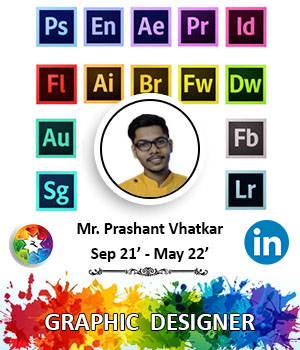 Ps En Ae Pr Id
Fl Ai Br Fw Dw
Au Fb
Sg Lr
Mr. Prashant Vhatkar
in
Sep 21’ - May 22’
GRAPHIC DESIGNER